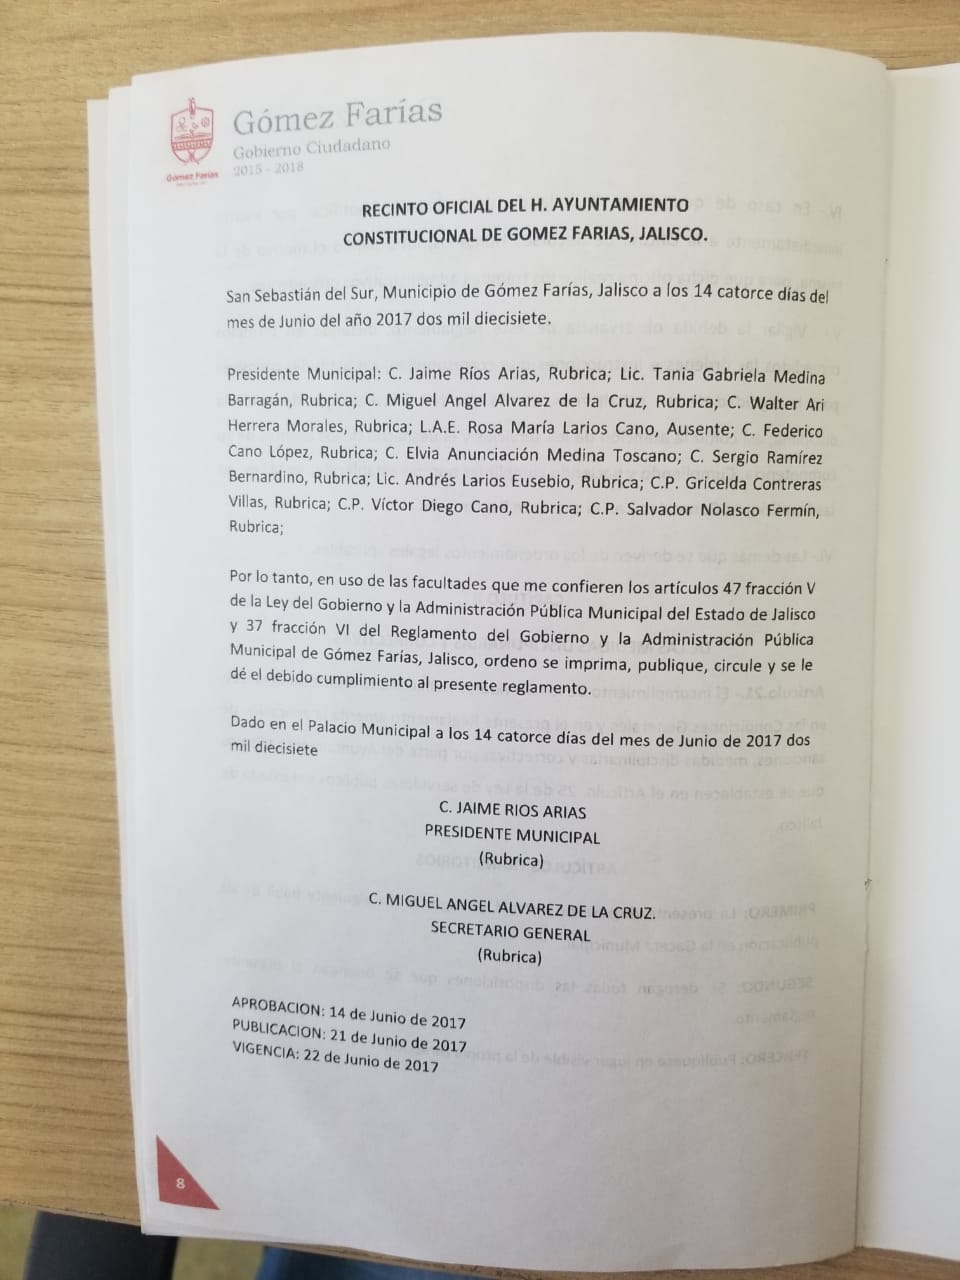 Gómez Farías
Gobierno Ciudadano
2015 - 2018
Gómez Farías
RECINTO OFICIAL DEL H. AYUNTAMIENTO
CONSTITUCIONAL DE GOMEZ FARIAS, JALISCO.
San Sebastián del Sur, Municipio de Gómez Farías, Jalisco a los 14 catorce días del
mes de Junio del año 2017 dos mil diecisiete.
Presidente Municipal: C. Jaime Ríos Arias, Rubrica; Lic. Tania Gabriela Medina
Barragán, Rubrica; C. Miguel Angel Alvarez de la Cruz, Rubrica; C. Walter Ari
Herrera Morales, Rubrica; L.A.E. Rosa María Larios Cano, Ausente; C. Federico
Cano López, Rubrica; C. Elvia Anunciación Medina Toscano; C. Sergio Ramírez
Bernardino, Rubrica; Lic. Andrés Larios Eusebio, Rubrica; C.P. Gricelda Contreras
Villas, Rubrica; C.P. Víctor Diego Cano, Rubrica; C.P. Salvador Nolasco Fermín,
Rubrica;
Por lo tanto, en uso de las facultades que me confieren los artículos 47 fracción V
de la Ley del Gobierno y la Administración Pública Municipal del Estado de Jalisco
y 37 fracción VI del Reglamento del Gobierno y la Administración Pública
Municipal de Gómez Farías, Jalisco, ordeno se imprima, publique, circule y se le
dé el debido cumplimiento al presente reglamento.
Dado en el Palacio Municipal a los 14 catorce días del mes de Junio de 2017 dos
mil diecisiete
C. JAIME RIOS ARIAS
PRESIDENTE MUNICIPAL
(Rubrica)
C. MIGUEL ANGEL ALVAREZ DE LA CRUZ.
SECRETARIO GENERAL
(Rubrica)
APROBACION: 14 de Junio de 2017
PUBLICACION: 21 de Junio de 2017
VIGENCIA: 22 de Junio de 2017
8